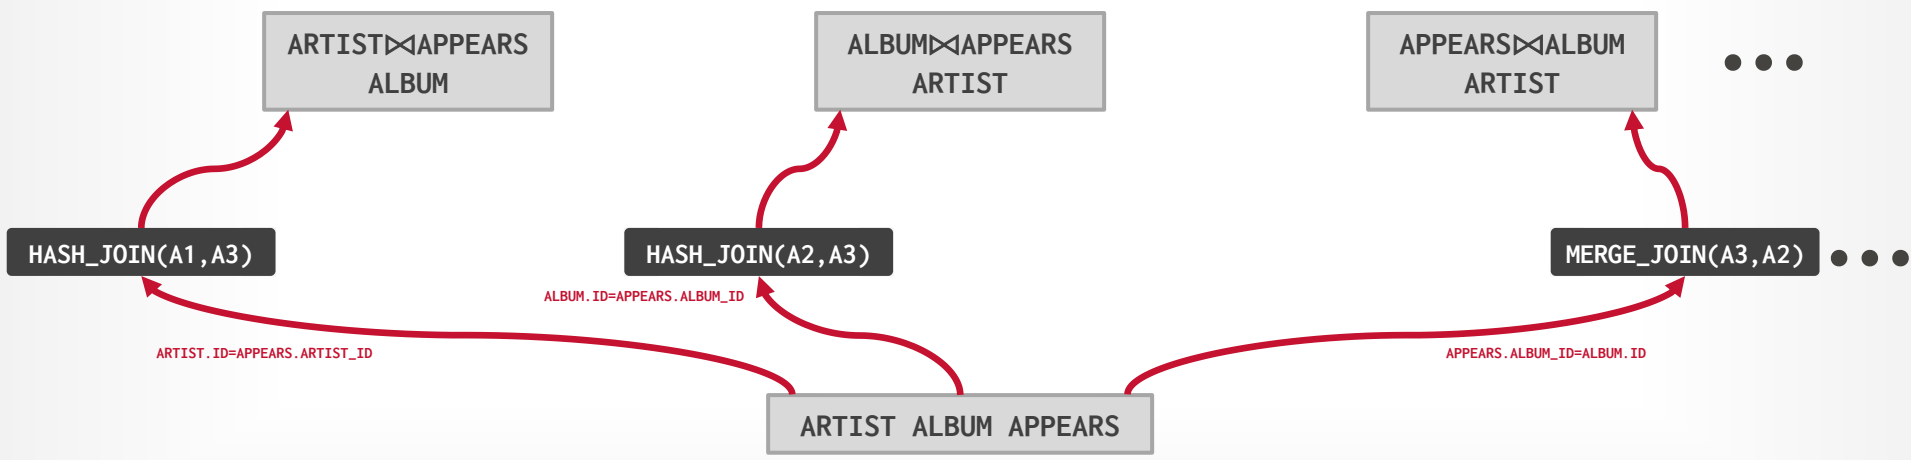 ARTIST⋈APPEARS
ALBUM
ALBUM⋈APPEARS
ARTIST
APPEARS⋈ALBUM
ARTIST
HASH_JOIN(A1,A3)
HASH_JOIN(A2,A3)
MERGE_JOIN(A3,A2)
ALBUM.ID=APPEARS.ALBUM_ID
ARTIST.ID=APPEARS.ARTIST_ID
APPEARS.ALBUM_ID=ALBUM.ID
ARTIST ALBUM APPEARS